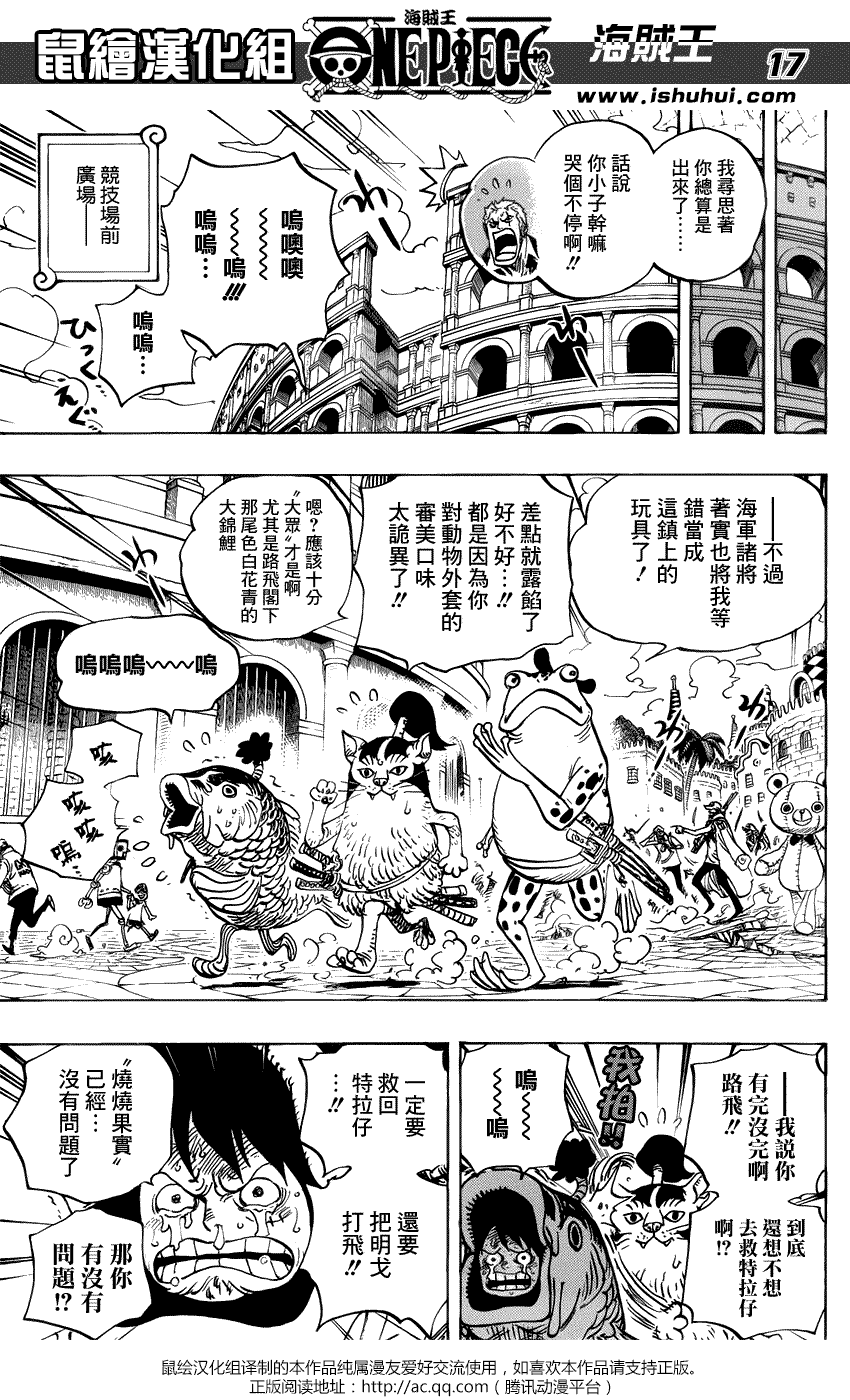 鼠繪漢化組
海賊王
ONE PIECE
海賊王
17
www.ishuhui.com
我尋思著
你總算是
出來了……
話說
你小子幹嘛
哭個不停啊!!
わ
わ
嗚噢噢
~~~~嗚!!!
嗚嗚…
嗚嗚…
競技場前
廣場——
ひっく
えぐ
——不過
海軍諸將
著實也將我等
錯當成
這鎮上的
玩具了!
差點就露餡了
好不好…!!
都是因為你
對動物外套的
審美口味
太詭異了!!
嗯?應該十分
“大眾”才是啊
尤其是路飛閣下
那尾色白花青的
大錦鯉
嗚嗚嗚~~~嗚
わ
わ
咳
咳
咳
嗚…
——我説你
有完沒完啊
路飛!!
到底
還想不想
去救特拉仔
啊!?
我拍!!
嗚~~~
~~嗚
一定要
救回
特拉仔
…!!
還要
把明戈
打飛!!
“燒燒果實”
已經…
沒有問題了
那你
有沒有
問題!?
鼠绘汉化组译制的本作品纯属漫友爱好交流使用，如喜欢本作品请支持正版。
正版阅读地址：http://ac.qq.com（腾讯动漫平台）